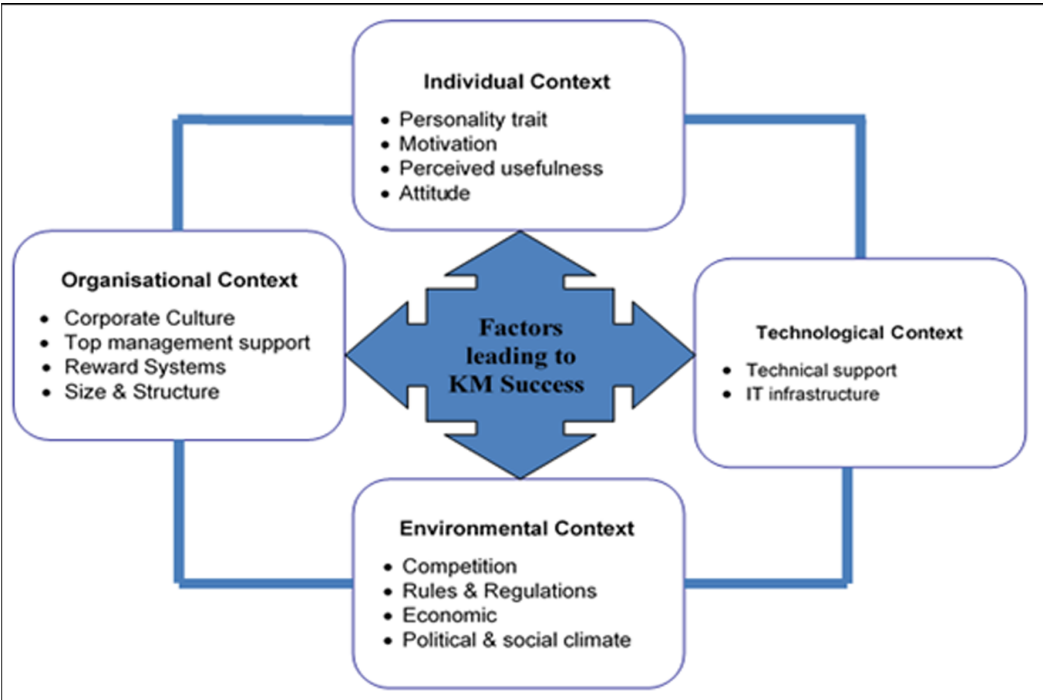 Individual Context
• Personality trait
• Motivation
• Perceived usefulness
• Attitude
Organisational Context
• Corporate Culture
• Top management support
• Reward Systems
• Size & Structure
Factors
leading to
KM Success
Technological Context
• Technical support
• IT infrastructure
Environmental Context
• Competition
• Rules & Regulations
• Economic
• Political & social climate